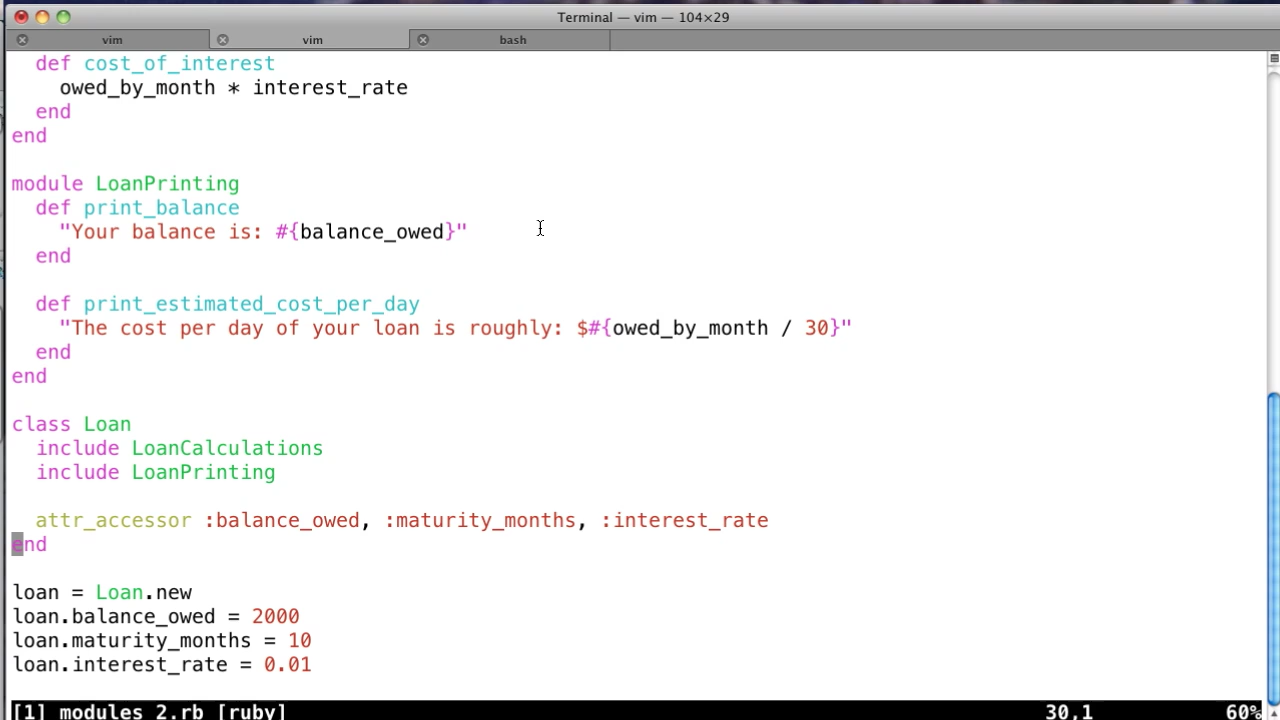 Terminal — vim — 104×29
vim vim bash
def cost_of_interest
owed_by_month * interest_rate
end
end
module LoanPrinting
def print_balance
"Your balance is: #{balance_owed}"
end
def print_estimated_cost_per_day
"The cost per day of your loan is roughly: $#{owed_by_month / 30}"
end
end
class Loan
include LoanCalculations
include LoanPrinting
attr_accessor :balance_owed, :maturity_months, :interest_rate
end
loan = Loan.new
loan.balance_owed = 2000
loan.maturity_months = 10
loan.interest_rate = 0.01
[1] modules 2.rb [ruby] 30,1 60%